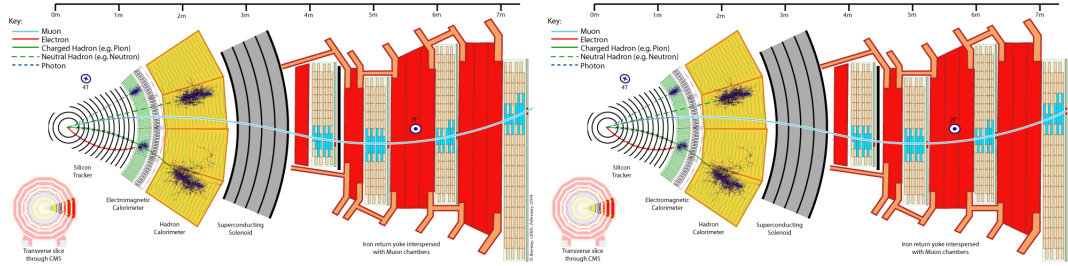 0m 1m 2m 3m 4m 5m 6m 7m
Key:
Muon
Electron
Charged Hadron (e.g. Pion)
Neutral Hadron (e.g. Neutron)
Photon
4T
2T
Silicon
Tracker
Electromagnetic
Calorimeter
Hadron
Calorimeter
Superconducting
Solenoid
Iron return yoke interspersed
with Muon chambers
Transverse slice
through CMS
D Barney, CERN, February 2004
0m 1m 2m 3m 4m 5m 6m 7m
Key:
Muon
Electron
Charged Hadron (e.g. Pion)
Neutral Hadron (e.g. Neutron)
Photon
4T
2T
Silicon
Tracker
Electromagnetic
Calorimeter
Hadron
Calorimeter
Superconducting
Solenoid
Iron return yoke interspersed
with Muon chambers
Transverse slice
through CMS